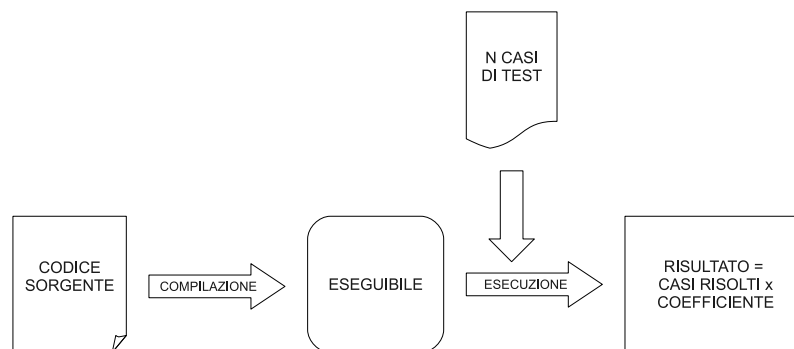 N CASI
DI TEST
CODICE
SORGENTE
COMPILAZIONE
ESEGUIBILE
ESECUZIONE
RISULTATO =
CASI RISOLTI x
COEFFICIENTE